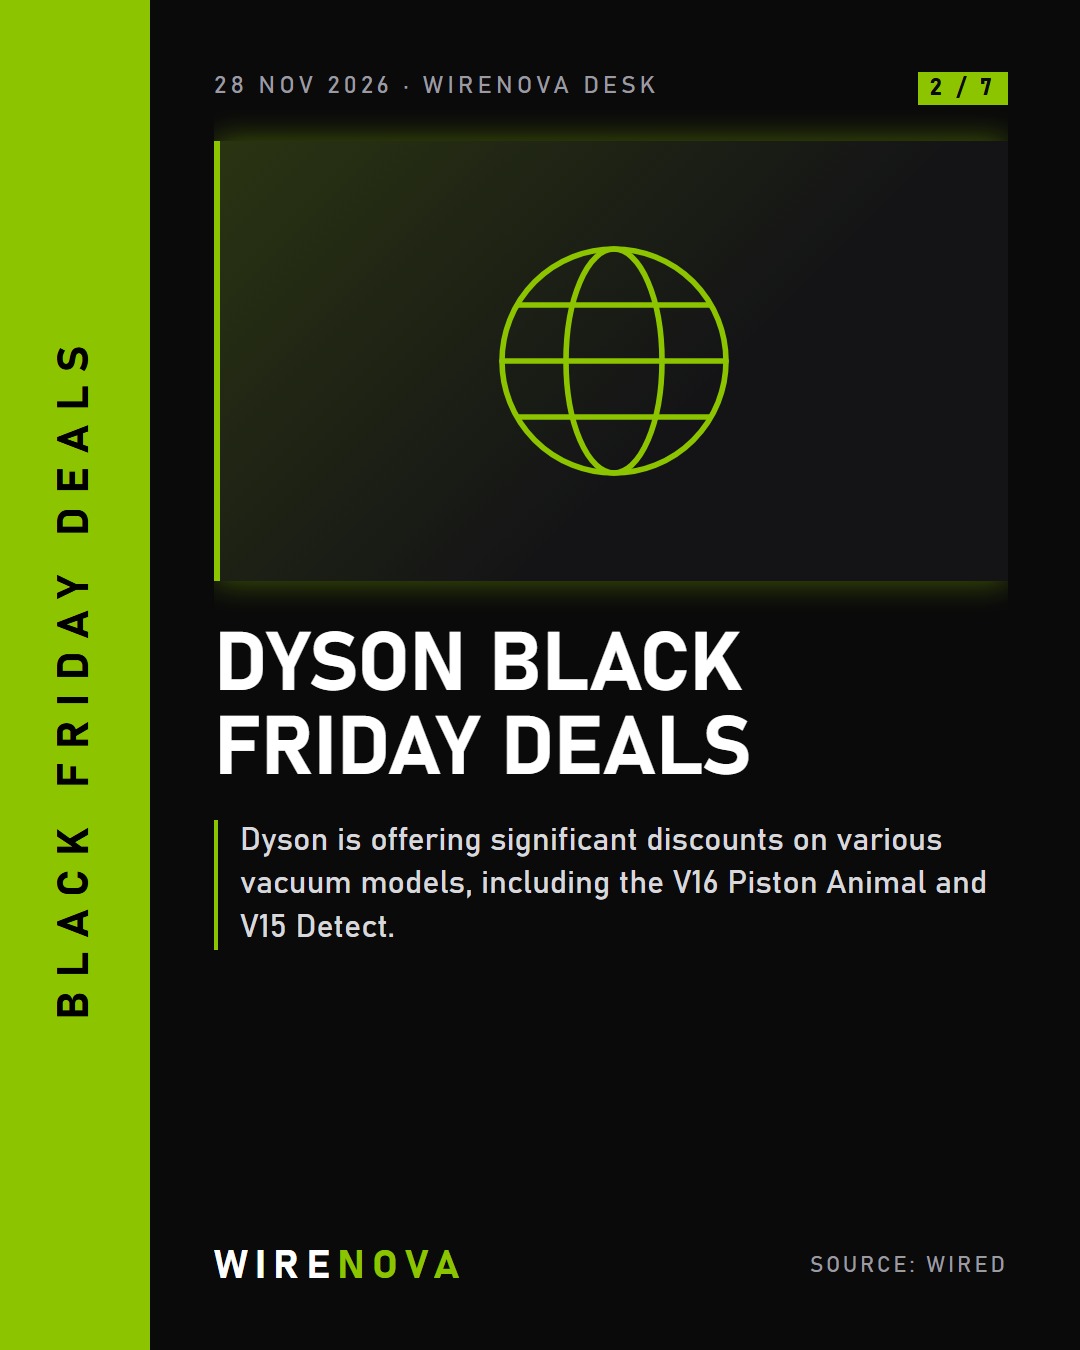 BLACK FRIDAY DEALS
28 NOV 2026 · WIRENOVA DESK
2 / 7
DYSON BLACK
FRIDAY DEALS
Dyson is offering significant discounts on various
vacuum models, including the V16 Piston Animal and
V15 Detect.
WIRENOVA
SOURCE: WIRED